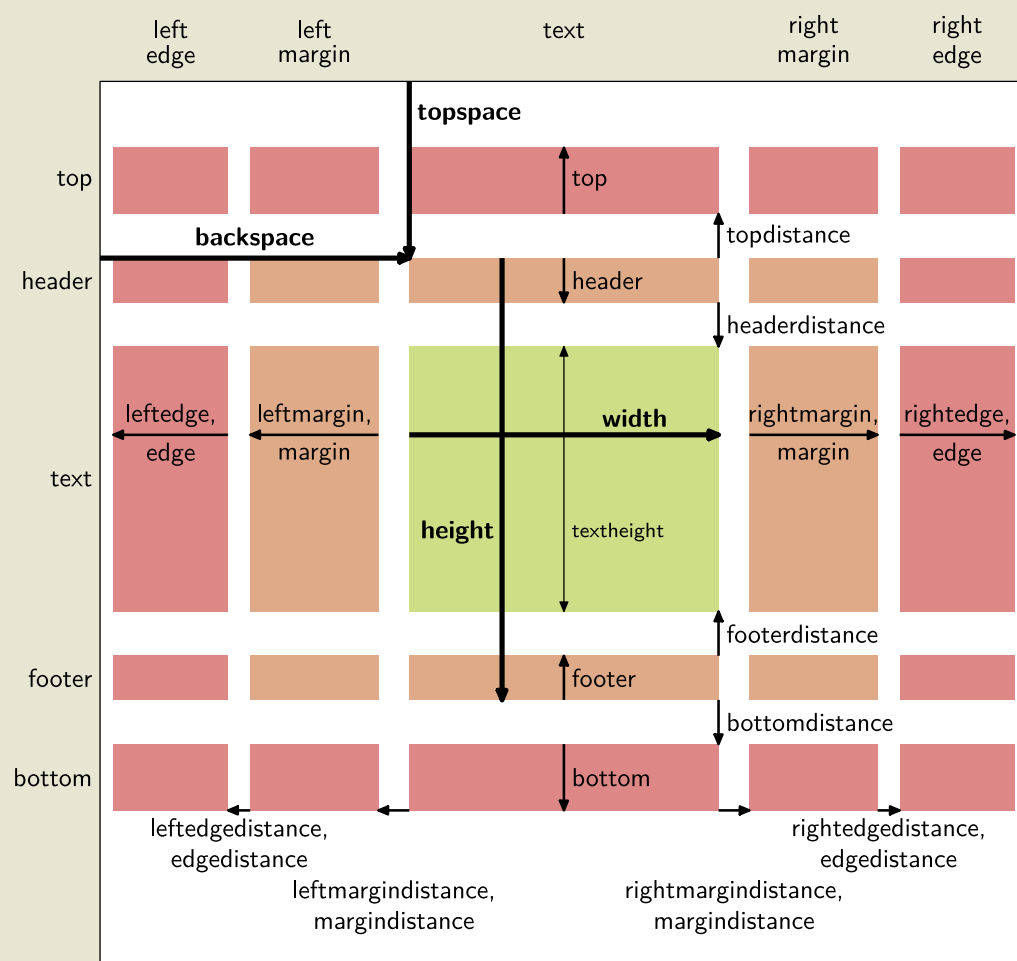 left
edge
left
margin
text
right
margin
right
edge
topspace
top
top
backspace
topdistance
header
header
headerdistance
leftedge,
edge
leftmargin,
margin
width
rightmargin,
margin
rightedge,
edge
text
height
textheight
footerdistance
footer
footer
bottomdistance
bottom
bottom
leftedgedistance,
edgedistance
rightedgedistance,
edgedistance
leftmargindistance,
margindistance
rightmargindistance,
margindistance